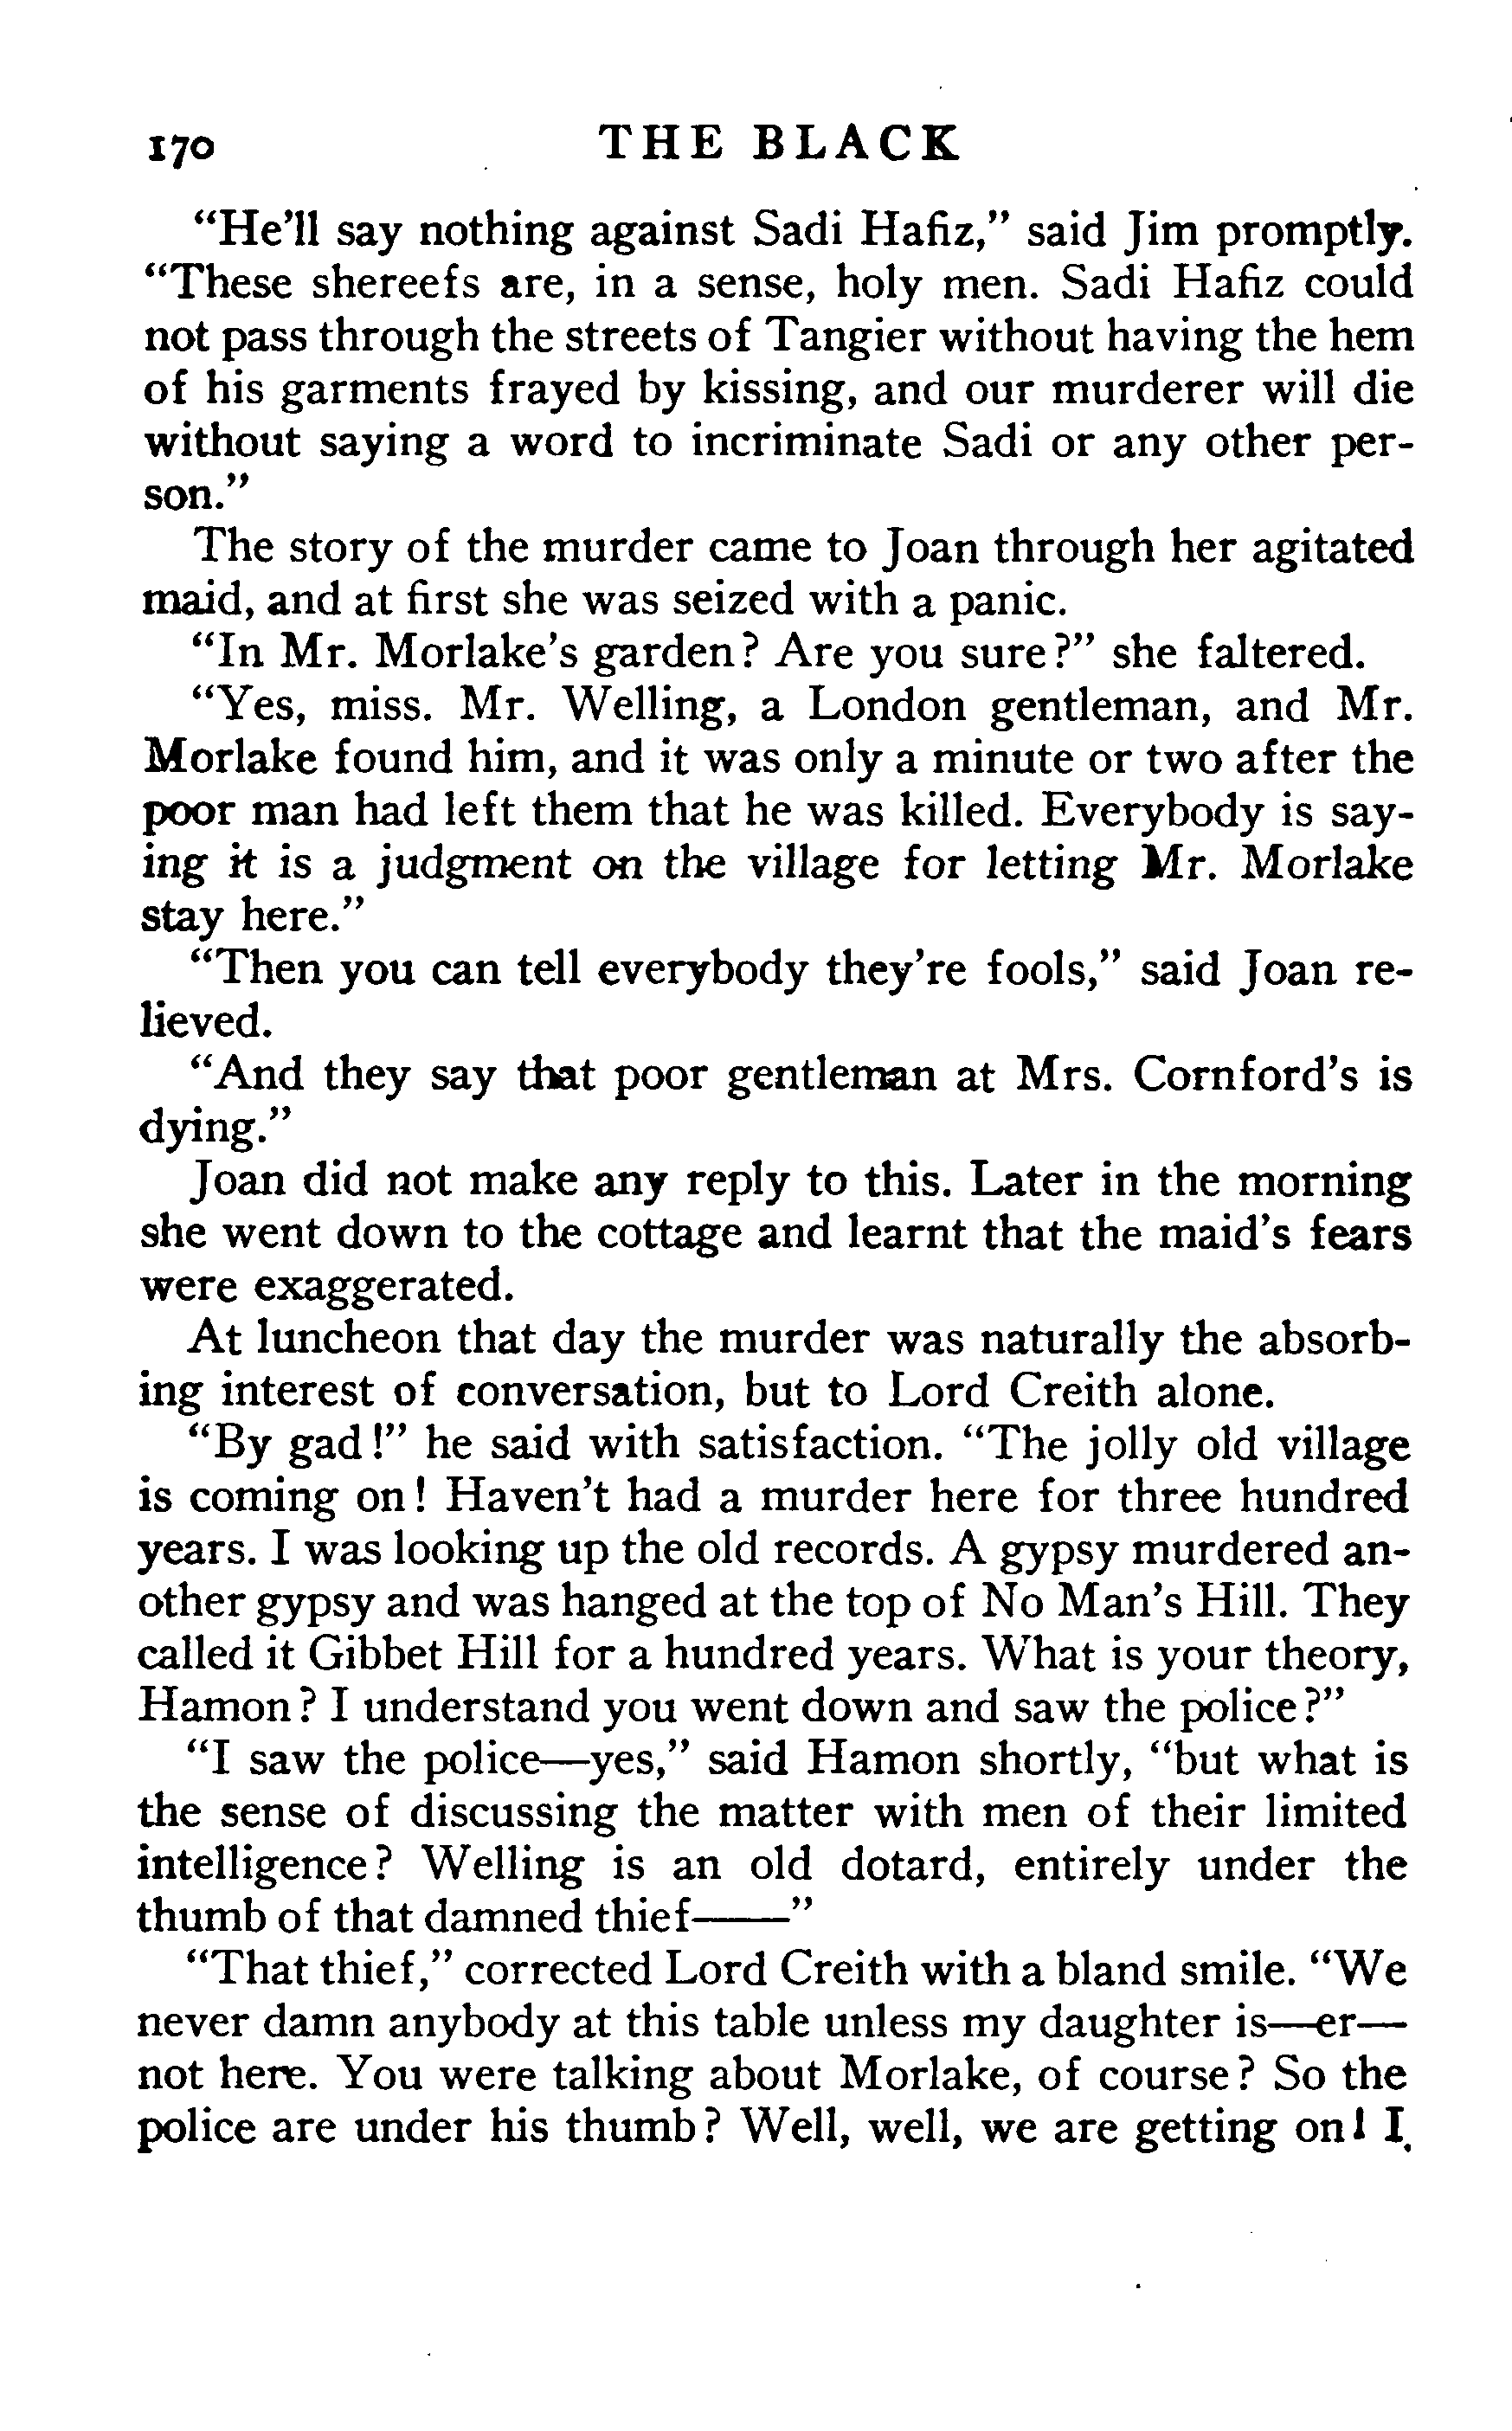 170 THE BLACK
“He’ll say nothing against Sadi Hafiz,” said Jim promptly.
“These shereefs are, in a sense, holy men. Sadi Hafiz could
not pass through the streets of Tangier without having the hem
of his garments frayed by kissing, and our murderer will die
without saying a word to incriminate Sadi or any other per-
son.”
The story of the murder came to Joan through her agitated
maid, and at first she was seized with a panic.
“In Mr. Morlake’s garden? Are you sure?” she faltered.
“Yes, miss. Mr. Welling, a London gentleman, and Mr.
Morlake found him, and it was only a minute or two after the
poor man had left them that he was killed. Everybody is say-
ing it is a judgment on the village for letting Mr. Morlake
stay here.”
“Then you can tell everybody they’re fools,” said Joan re-
lieved.
“And they say that poor gentleman at Mrs. Cornford’s is
dying.”
Joan did not make any reply to this. Later in the morning
she went down to the cottage and learnt that the maid’s fears
were exaggerated.
At luncheon that day the murder was naturally the absorb-
ing interest of conversation, but to Lord Creith alone.
“By gad!” he said with satisfaction. “The jolly old village
is coming on! Haven’t had a murder here for three hundred
years. I was looking up the old records. A gypsy murdered an-
other gypsy and was hanged at the top of No Man’s Hill. They
called it Gibbet Hill for a hundred years. What is your theory,
Hamon? I understand you went down and saw the police?”
“I saw the police—yes,” said Hamon shortly, “but what is
the sense of discussing the matter with men of their limited
intelligence? Welling is an old dotard, entirely under the
thumb of that damned thief——”
“That thief,” corrected Lord Creith with a bland smile. “We
never damn anybody at this table unless my daughter is—er—
not here. You were talking about Morlake, of course? So the
police are under his thumb? Well, well, we are getting on! I